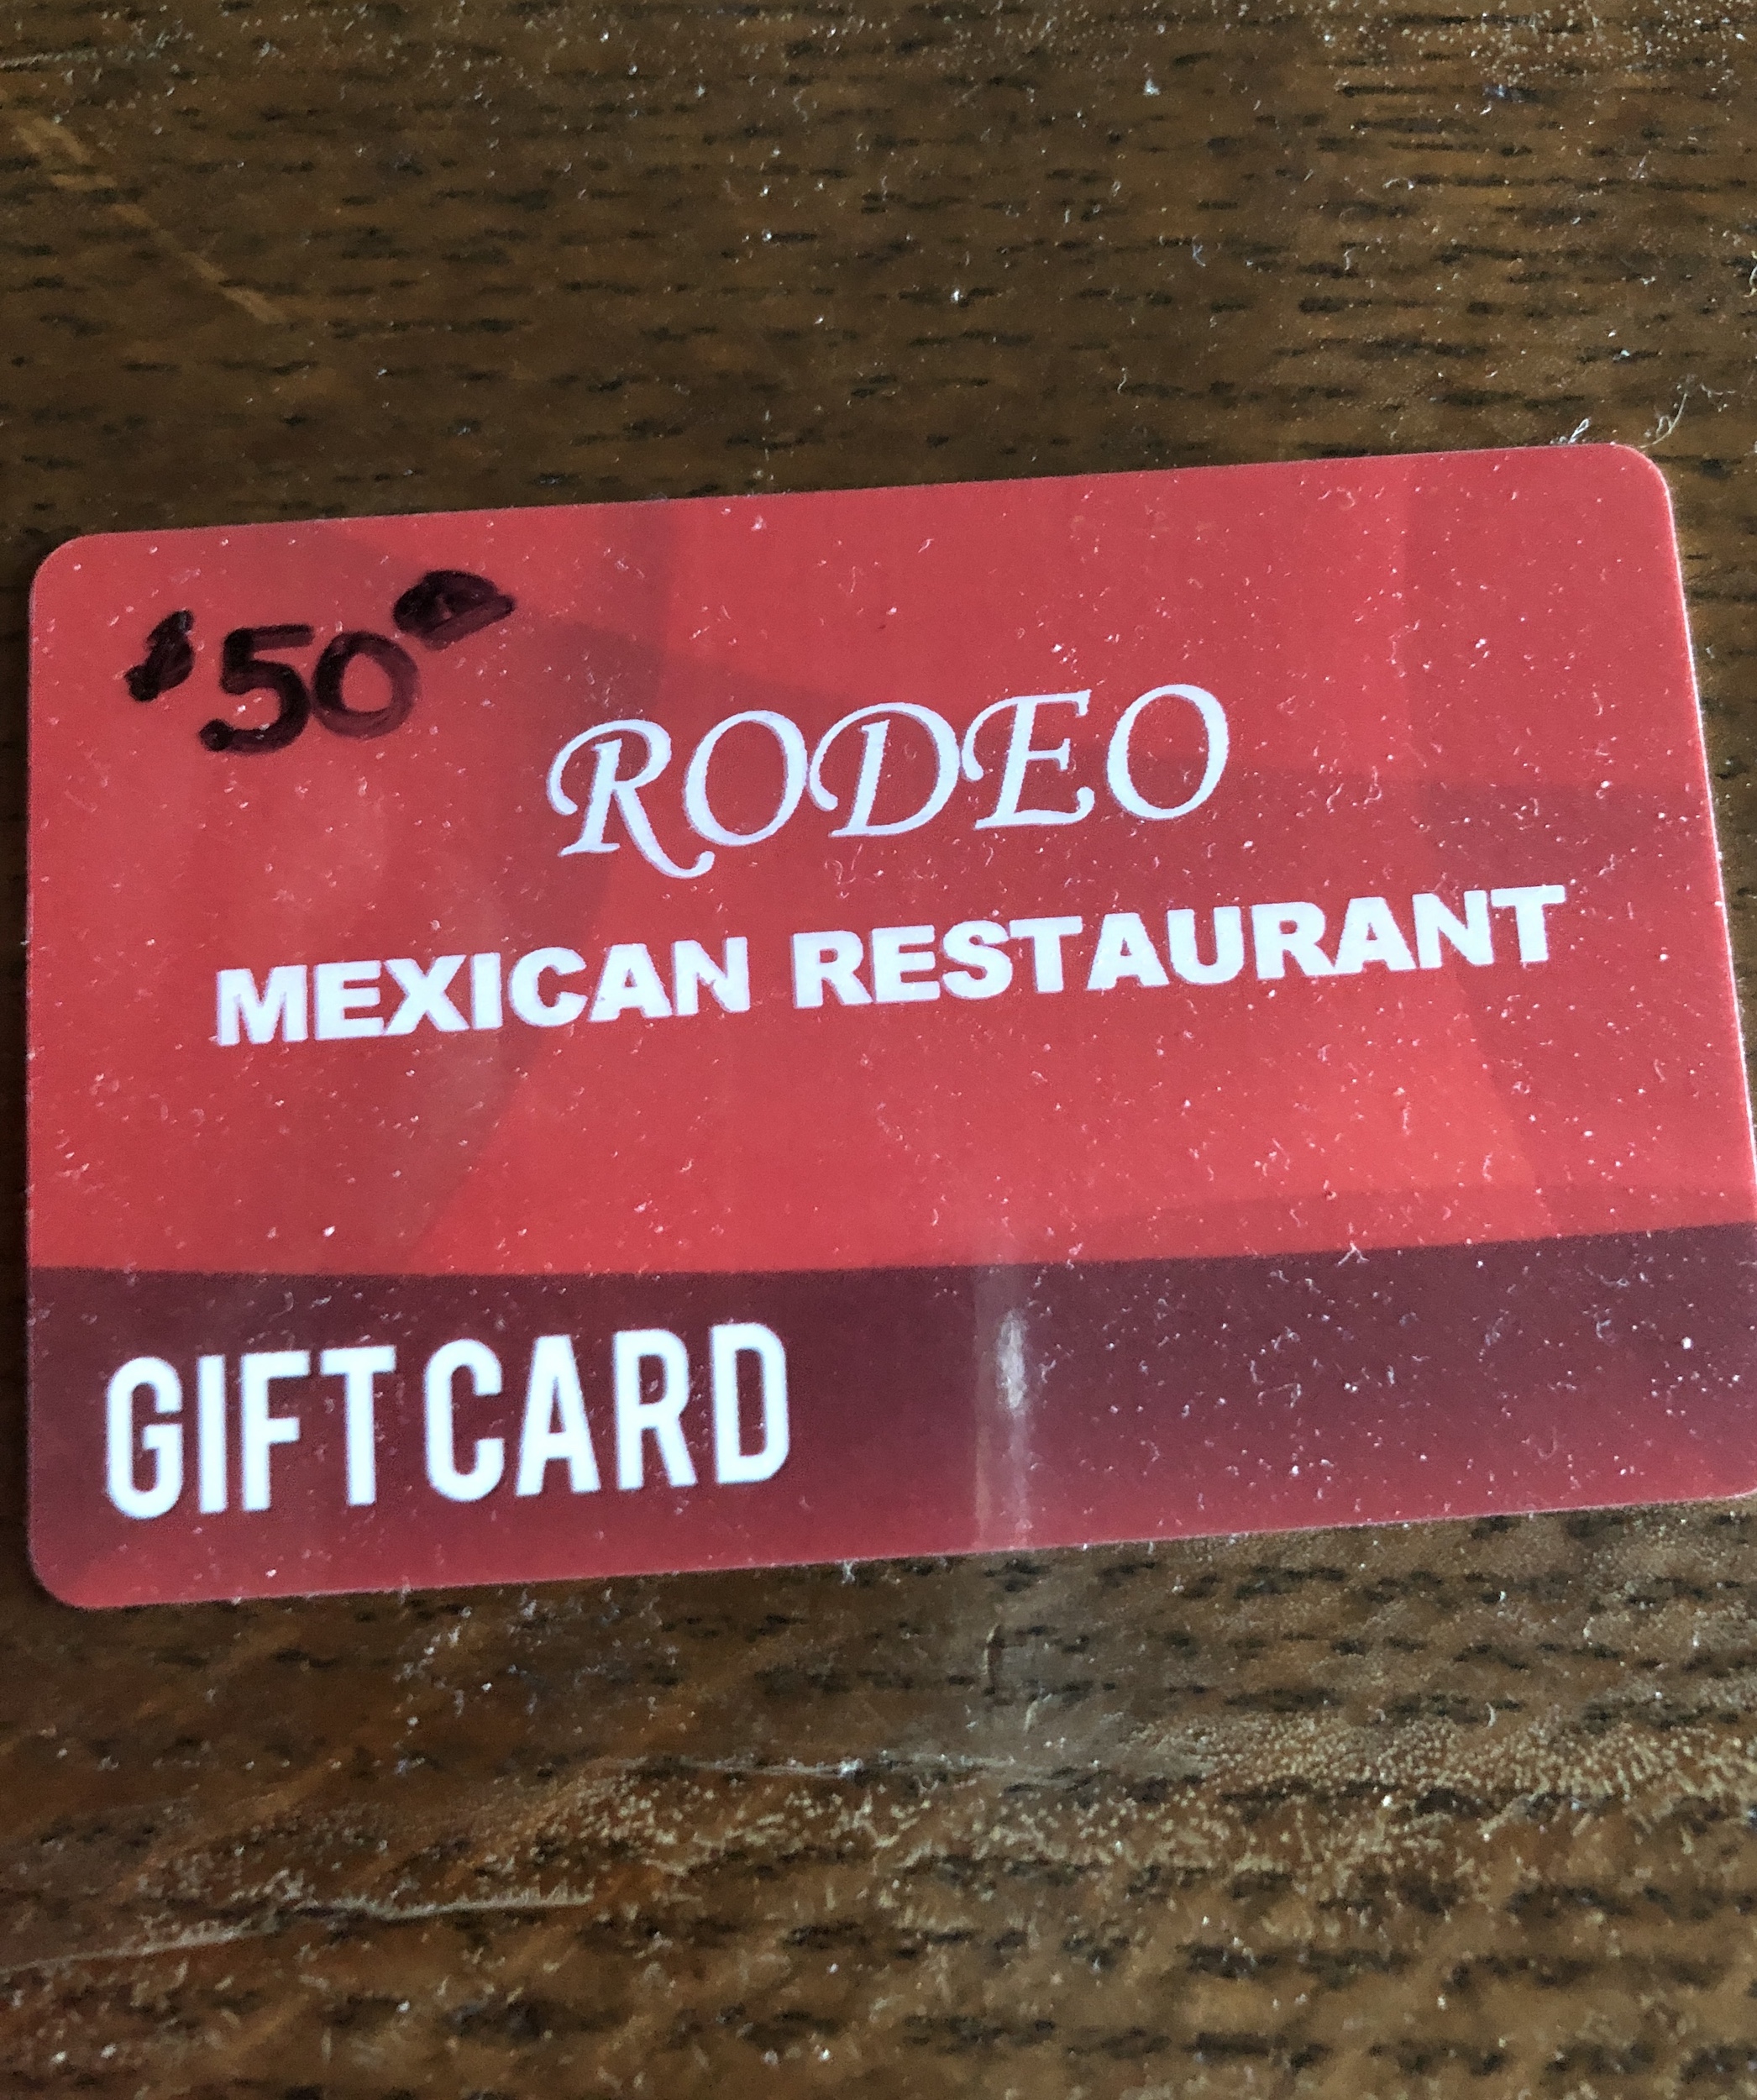 $50
RODEO
MEXICAN RESTAURANT
GIFT CARD